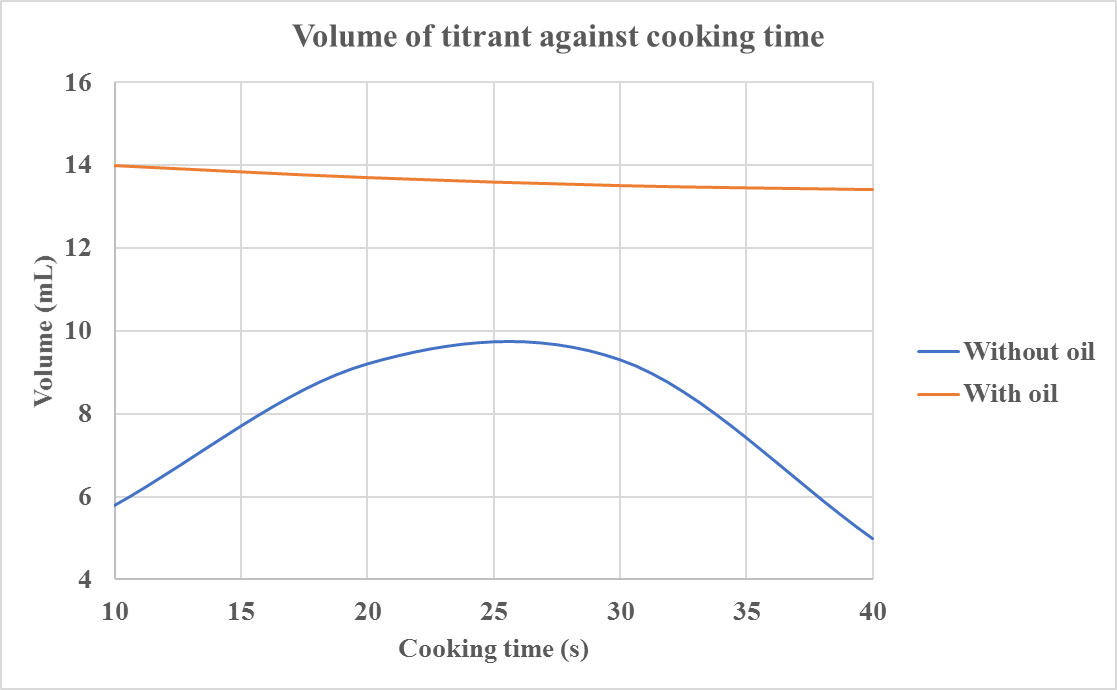 Volume of titrant against cooking time
16
14
12
10
8
6
4
Volume (mL)
10 15 20 25 30 35 40
Cooking time (s)
Without oil
With oil